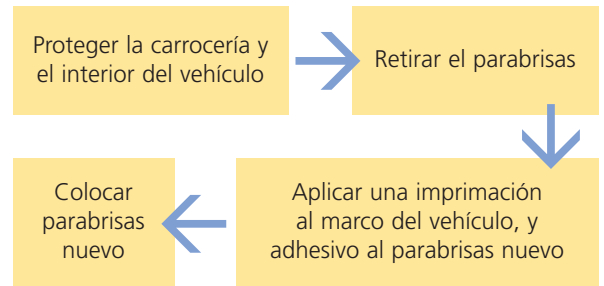 Proteger la carrocería y
el interior del vehículo
Retirar el parabrisas
Aplicar una imprimación
al marco del vehículo, y
adhesivo al parabrisas nuevo
Colocar
parabrisas
nuevo